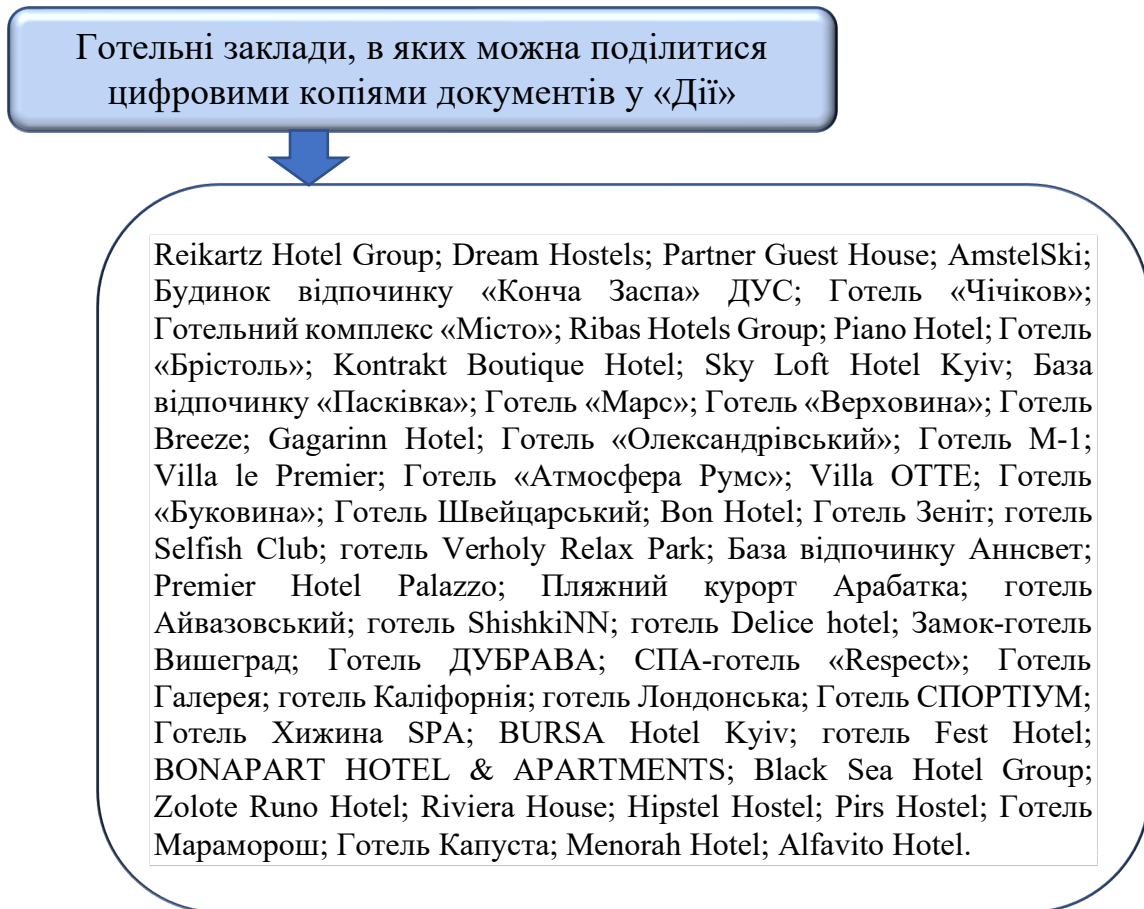 Готельні заклади, в яких можна поділитися
цифровими копіями документів у «Дії»
Reikartz Hotel Group; Dream Hostels; Partner Guest House; AmstelSki;
Будинок відпочинку «Конча Заспа» ДУС; Готель «Чічіков»;
Готельний комплекс «Місто»; Ribas Hotels Group; Piano Hotel; Готель
«Брістоль»; Kontrakt Boutique Hotel; Sky Loft Hotel Kyiv; База
відпочинку «Пасківка»; Готель «Марс»; Готель «Верховина»; Готель
Breeze; Gagarinn Hotel; Готель «Олександрівський»; Готель М-1;
Villa le Premier; Готель «Атмосфера Румс»; Villa OTTE; Готель
«Буковина»; Готель Швейцарський; Bon Hotel; Готель Зеніт; готель
Selfish Club; готель Verholy Relax Park; База відпочинку Аннсвет;
Premier Hotel Palazzo; Пляжний курорт Арабатка; готель
Айвазовський; готель ShishkiNN; готель Delice hotel; Замок-готель
Вишеград; Готель ДУБРАВА; СПА-готель «Respect»; Готель
Галерея; готель Каліфорнія; готель Лондонська; Готель СПОРТІУМ;
Готель Хижина SPA; BURSA Hotel Kyiv; готель Fest Hotel;
BONAPART HOTEL & APARTMENTS; Black Sea Hotel Group;
Zolote Runo Hotel; Riviera House; Hipstel Hostel; Pirs Hostel; Готель
Мараморош; Готель Капуста; Menorah Hotel; Alfavito Hotel.